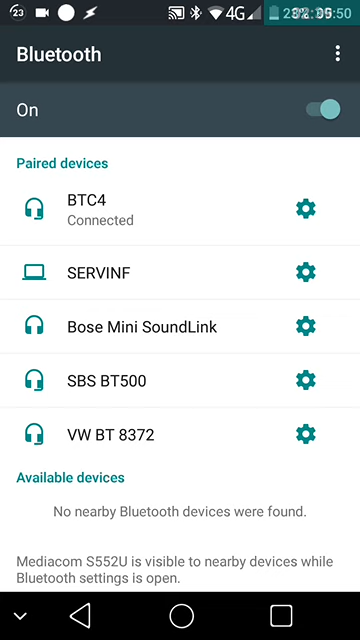 23 4G
Bluetooth
On
Paired devices
BTC4
Connected
SERVINF
Bose Mini SoundLink
SBS BT500
VW BT 8372
Available devices
No nearby Bluetooth devices were found.
Mediacom S552U is visible to nearby devices while
Bluetooth settings is open.